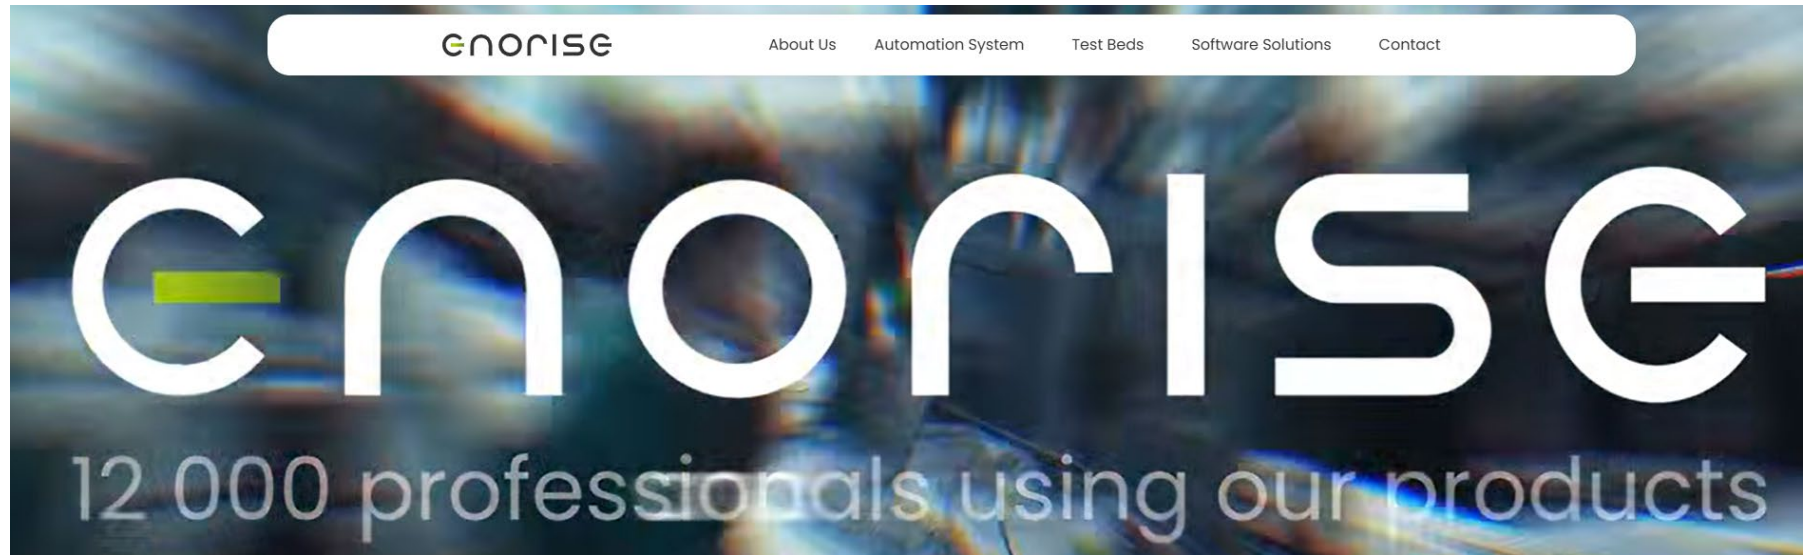 enorise About Us Automation System Test Beds Software Solutions Contact
enorise
12 000 professionals using our products